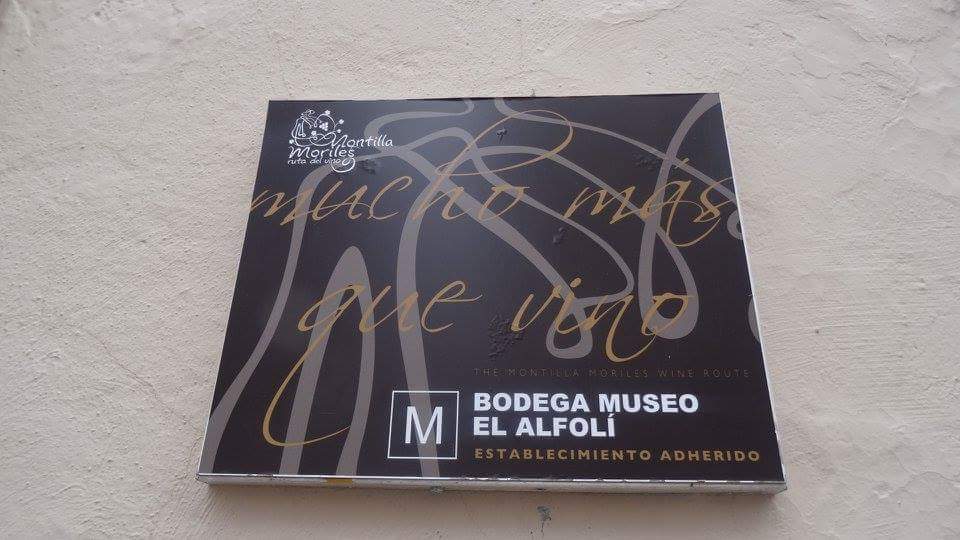 Montilla
Moriles
ruta del vino
mucho más
que vino
THE MONTILLA MORILES WINE ROUTE
M
BODEGA MUSEO
EL ALFOLÍ
ESTABLECIMIENTO ADHERIDO